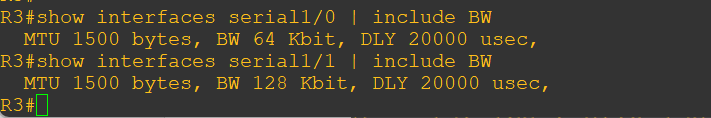 R3#show interfaces serial1/0 | include BW
  MTU 1500 bytes, BW 64 Kbit, DLY 20000 usec,
R3#show interfaces serial1/1 | include BW
  MTU 1500 bytes, BW 128 Kbit, DLY 20000 usec,
R3#